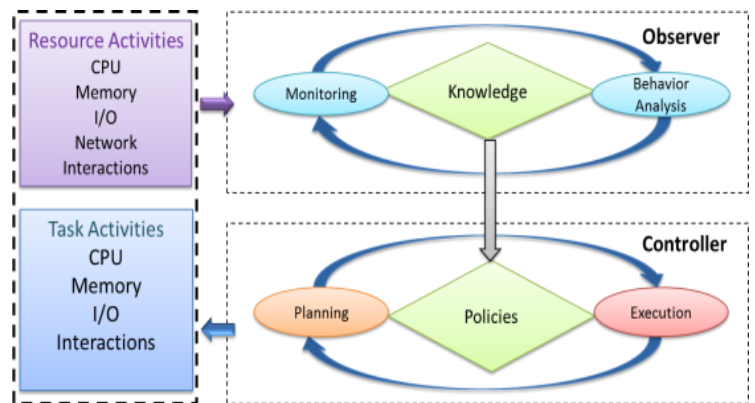 Resource Activities
CPU
Memory
I/O
Network
Interactions
Observer
Monitoring
Knowledge
Behavior
Analysis
Task Activities
CPU
Memory
I/O
Interactions
Controller
Planning
Policies
Execution